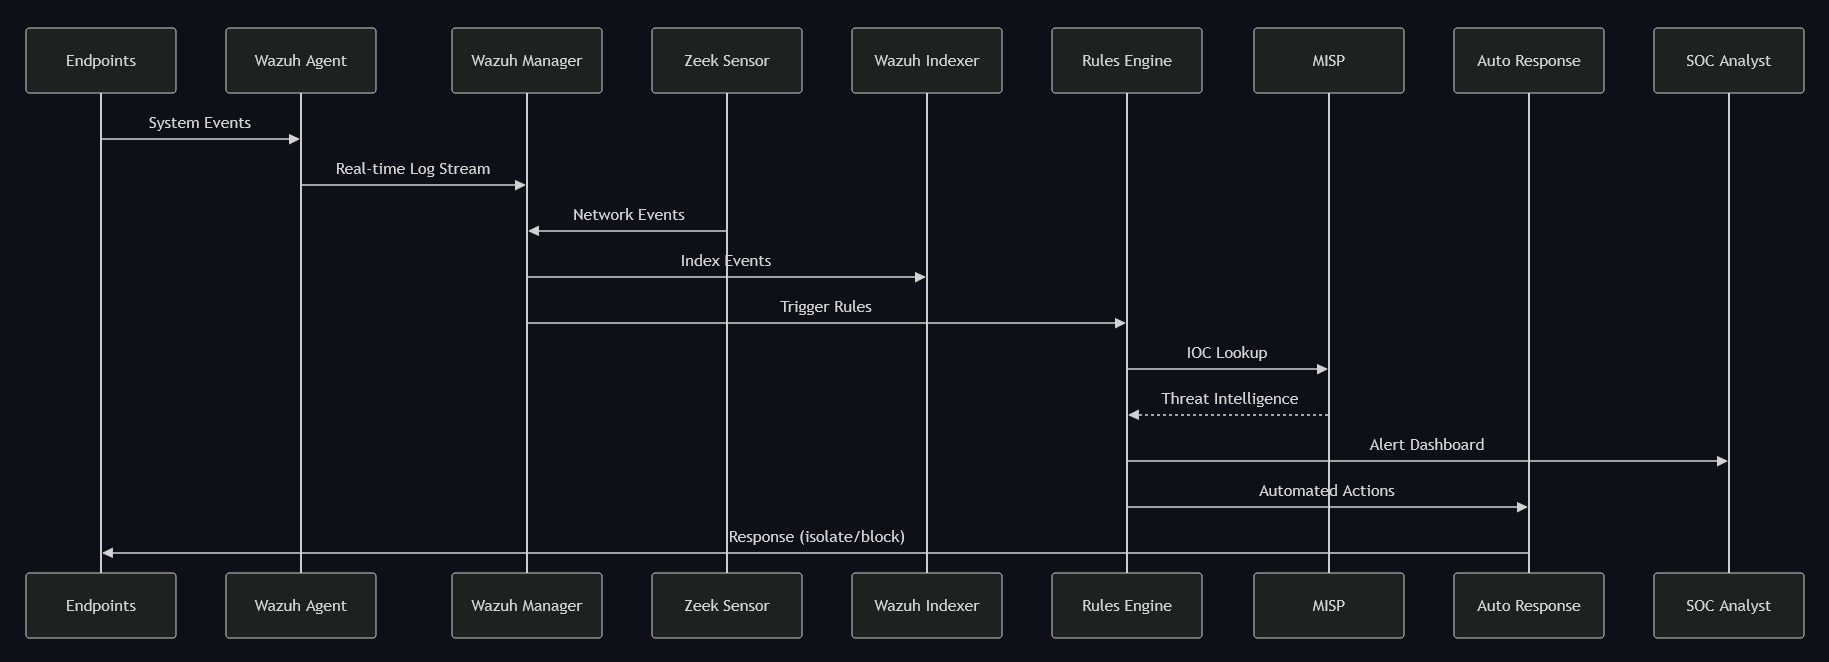 Endpoints
Wazuh Agent
Wazuh Manager
Zeek Sensor
Wazuh Indexer
Rules Engine
MISP
Auto Response
SOC Analyst
System Events
Real-time Log Stream
Network Events
Index Events
Trigger Rules
IOC Lookup
Threat Intelligence
Alert Dashboard
Automated Actions
Response (isolate/block)
Endpoints
Wazuh Agent
Wazuh Manager
Zeek Sensor
Wazuh Indexer
Rules Engine
MISP
Auto Response
SOC Analyst